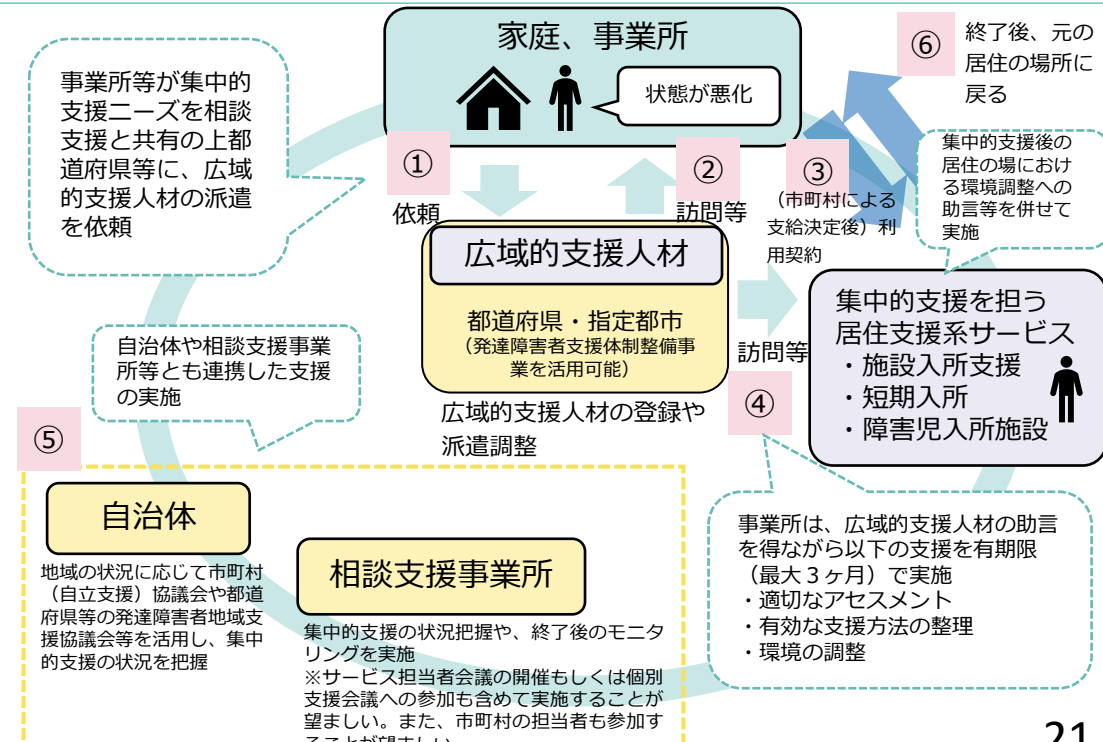 家庭、事業所
状態が悪化
⑥
終了後、元の
居住の場所に
戻る
事業所等が集中的
支援ニーズを相談
支援と共有の上都
道府県等に、広域
的支援人材の派遣
を依頼
①
依頼
②
訪問等
③
（市町村による
支給決定後）利
用契約
集中的支援後の
居住の場におけ
る環境調整への
助言等を併せて
実施
広域的支援人材
都道府県・指定都市
（発達障害者支援体制整備事
業を活用可能）
広域的支援人材の登録や
派遣調整
訪問等
④
集中的支援を担う
居住支援系サービス
・施設入所支援
・短期入所
・障害児入所施設
自治体や相談支援事業
所等とも連携した支援
の実施
⑤
自治体
地域の状況に応じて市町村
（自立支援）協議会や都道
府県等の発達障害者地域支
援協議会等を活用し、集中
的支援の状況を把握
相談支援事業所
集中的支援の状況把握や、終了後のモニタ
リングを実施
※サービス担当者会議の開催もしくは個別
支援会議への参加も含めて実施することが
望ましい。また、市町村の担当者も参加す
ることが望ましい
事業所は、広域的支援人材の助言
を得ながら以下の支援を有期限
（最大３ヶ月）で実施
・適切なアセスメント
・有効な支援方法の整理
・環境の調整
21